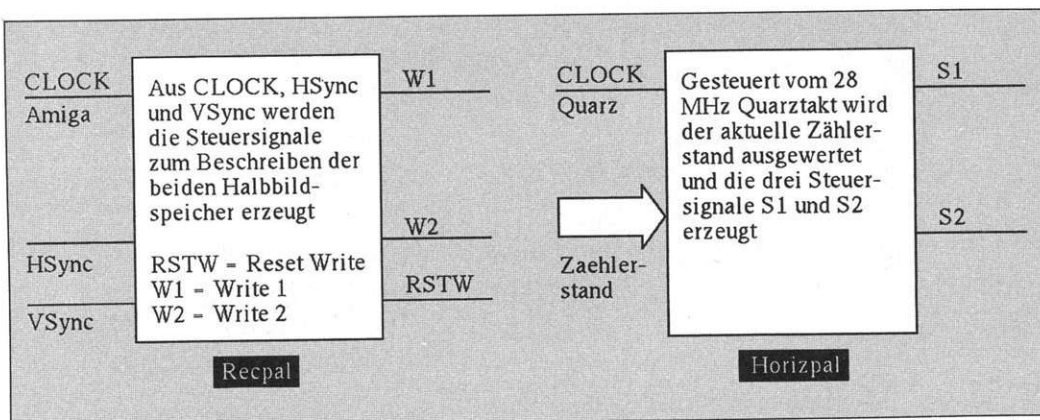 CLOCK
Amiga
HSync
VSync
Aus CLOCK, HSync
und VSync werden
die Steuersignale
zum Beschreiben der
beiden Halbbild-
speicher erzeugt
RSTW = Reset Write
W1 = Write 1
W2 = Write 2
W1
W2
RSTW
Recpal
CLOCK
Quarz
Zaehler-
stand
Gesteuert vom 28
MHz Quarztakt wird
der aktuelle Zähler-
stand ausgewertet
und die drei Steuer-
signale S1 und S2
erzeugt
S1
S2
Horizpal